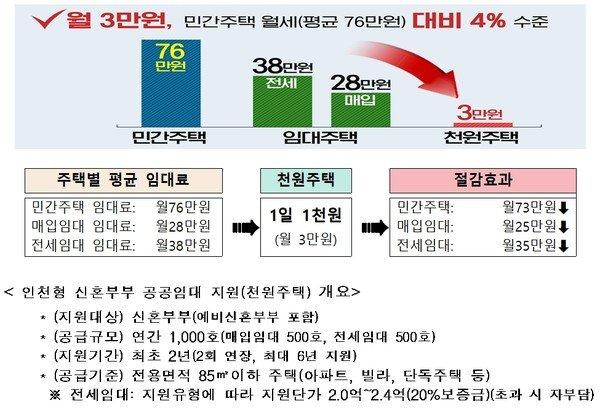 월 3만원, 민간주택 월세(평균 76만원) 대비 4% 수준
76
만원
38만원
전세
28만원
매입
3만원
민간주택
임대주택
천원주택
주택별 평균 임대료
민간주택 임대료: 월76만원
매입임대 임대료: 월28만원
전세임대 임대료: 월38만원
천원주택
1일 1천원
(월 3만원)
절감효과
민간주택: 월73만원⬇
매입임대: 월25만원⬇
전세임대: 월35만원⬇
< 인천형 신혼부부 공공임대 지원(천원주택) 개요>
* (지원대상) 신혼부부(예비신혼부부 포함)
* (공급규모) 연간 1,000호(매입임대 500호, 전세임대 500호)
* (지원기간) 최초 2년(2회 연장, 최대 6년 지원)
* (공급기준) 전용면적 85㎡이하 주택(아파트, 빌라, 단독주택 등)
※ 전세임대: 지원유형에 따라 지원단가 2.0억~2.4억(20%보증금)(초과 시 자부담)